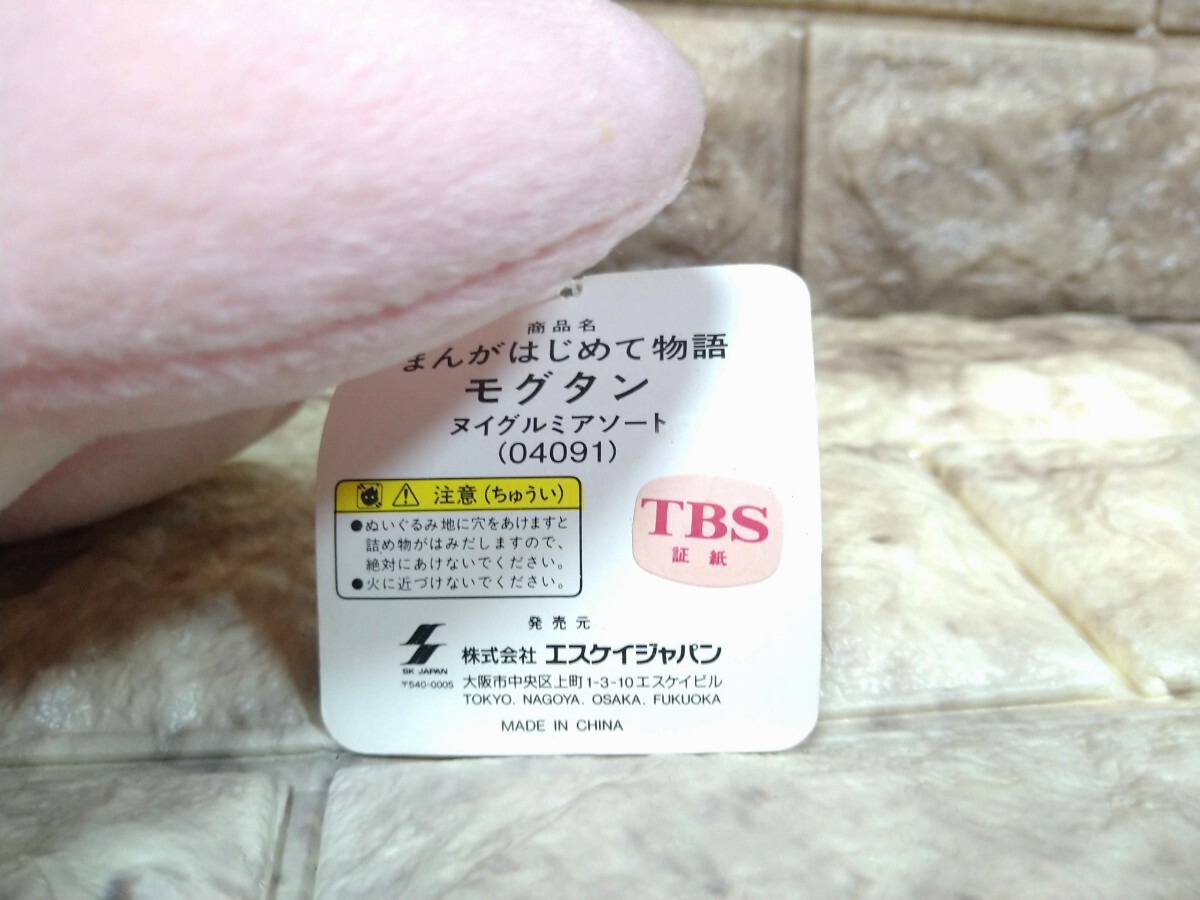 商品名
まんがはじめて物語
モグタン
ヌイグルミアソート
(04091)
注意(ちゅうい)
●ぬいぐるみ地に穴をあけますと
詰め物がはみだしますので、
絶対にあけないでください。
●火に近づけないでください。
TBS
証紙
発売元
SK JAPAN
株式会社 エスケイジャパン
〒540-0005 大阪市中央区上町1-3-10エスケイビル
TOKYO. NAGOYA. OSAKA. FUKUOKA
MADE IN CHINA